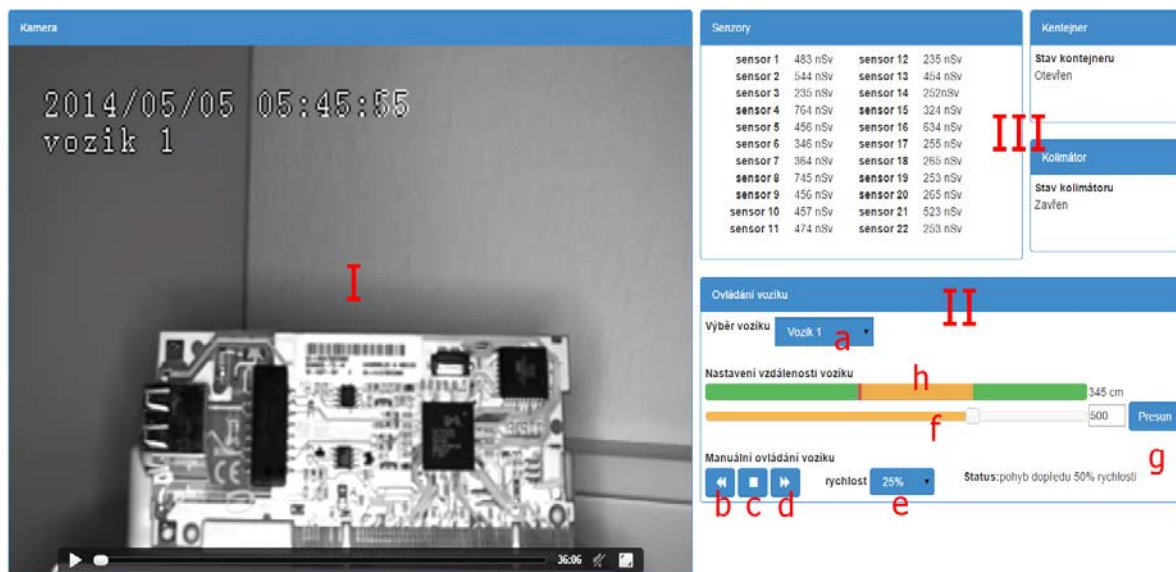 Kamera
2014/05/05 05:45:55
vozik 1
I
36:06
Senzory
sensor 1 483 nSv sensor 12 235 nSv
sensor 2 544 nSv sensor 13 454 nSv
sensor 3 235 nSv sensor 14 252nSv
sensor 4 764 nSv sensor 15 324 nSv
sensor 5 456 nSv sensor 16 634 nSv
sensor 6 346 nSv sensor 17 255 nSv
sensor 7 364 nSv sensor 18 265 nSv
sensor 8 745 nSv sensor 19 253 nSv
sensor 9 456 nSv sensor 20 265 nSv
sensor 10 457 nSv sensor 21 523 nSv
sensor 11 474 nSv sensor 22 253 nSv
III
Kentejner
Stav kontejneru
Otevřen
Kolimátor
Stav kolimátoru
Zavřen
Ovládání vozíku
II
Výběr vozíku Vozík 1
a
Nastavení vzdálenosti vozíku
h
345 cm
f
500 Presun
g
Manuální ovládání vozíku
rychlost 25% Status:pohyb dopředu 50% rychlosti
b c d e